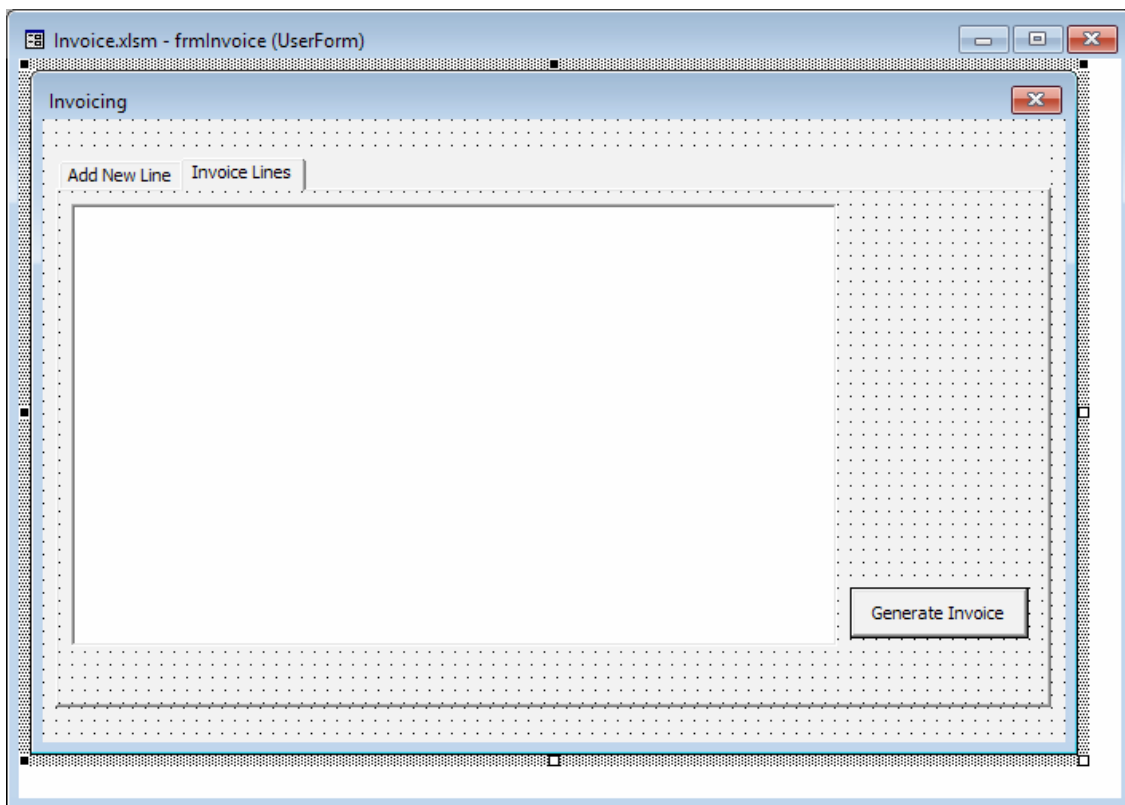 Invoice.xlsm - frmInvoice (UserForm)
Invoicing
Add New Line
Invoice Lines
Generate Invoice